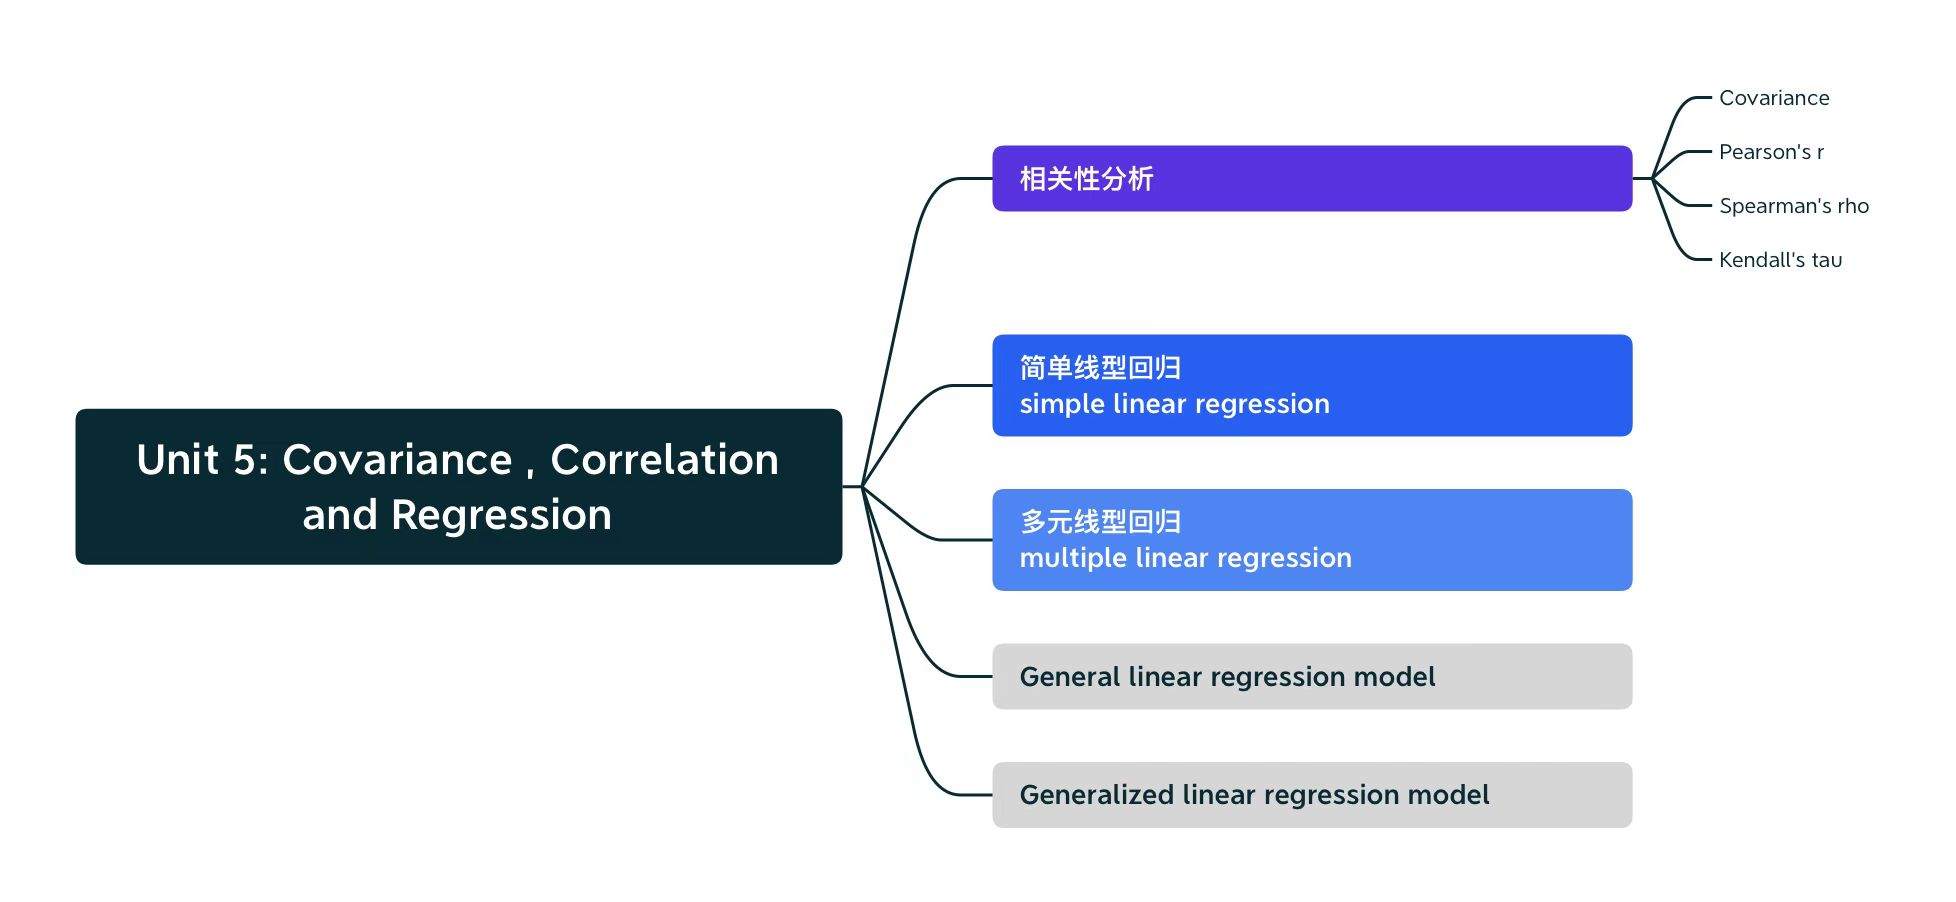 Unit 5: Covariance , Correlation
and Regression
相关性分析
Covariance
Pearson's r
Spearman's rho
Kendall's tau
简单线型回归
simple linear regression
多元线型回归
multiple linear regression
General linear regression model
Generalized linear regression model